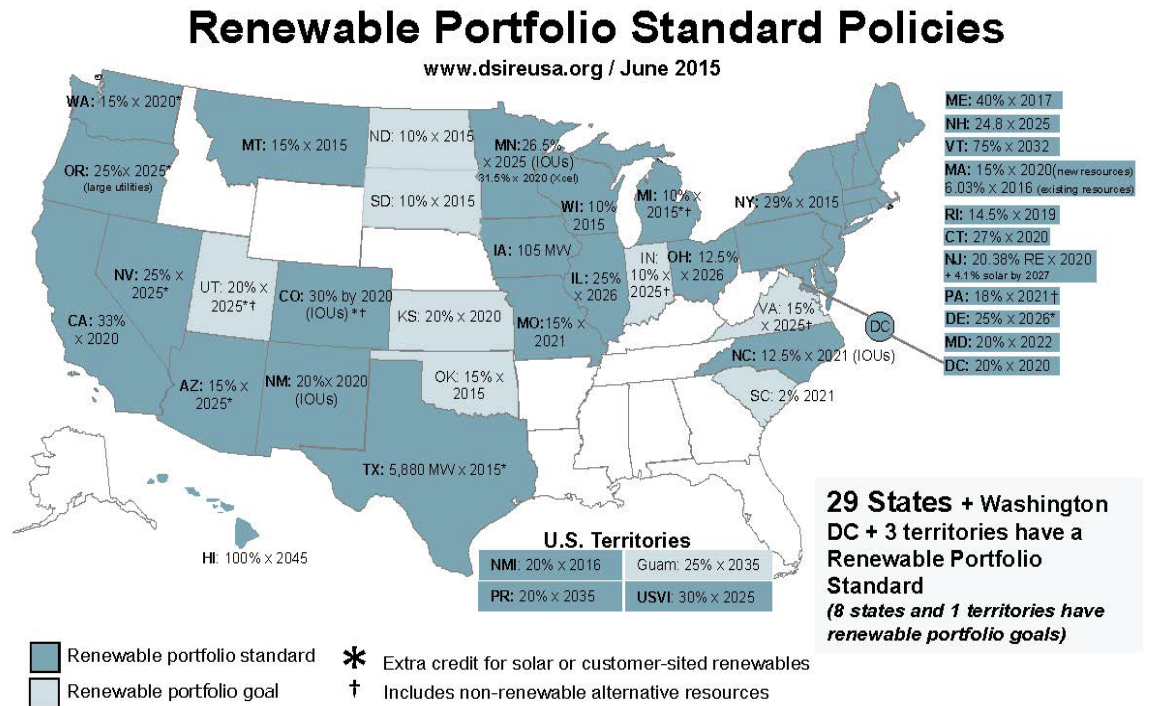 Renewable Portfolio Standard Policies
www.dsireusa.org / June 2015
WA: 15% x 2020*
OR: 25%x 2025*
(large utilities)
MT: 15% x 2015
ND: 10% x 2015
SD: 10% x 2015
MN:26.5%
x 2025 (IOUs)
31.5% x 2020 (Xcel)
WI: 10%
2015
MI: 10% x
2015*†
NY: 29% x 2015
IA: 105 MW
NV: 25% x
2025*
UT: 20% x
2025*†
CO: 30% by 2020
(IOUs) *†
KS: 20% x 2020
IL: 25%
x 2026
IN:
10% x
2025†
OH: 12.5%
x 2026
CA: 33%
x 2020
MO:15% x
2021
VA: 15%
x 2025†
DC
NC: 12.5% x 2021 (IOUs)
AZ: 15% x
2025*
NM: 20%x 2020
(IOUs)
OK: 15% x
2015
SC: 2% 2021
TX: 5,880 MW x 2015*
HI: 100% x 2045
ME: 40% x 2017
NH: 24.8 x 2025
VT: 75% x 2032
MA: 15% x 2020(new resources)
6.03% x 2016 (existing resources)
RI: 14.5% x 2019
CT: 27% x 2020
NJ: 20.38% RE x 2020
+ 4.1% solar by 2027
PA: 18% x 2021†
DE: 25% x 2026*
MD: 20% x 2022
DC: 20% x 2020
U.S. Territories
NMI: 20% x 2016
Guam: 25% x 2035
PR: 20% x 2035
USVI: 30% x 2025
29 States + Washington
DC + 3 territories have a
Renewable Portfolio
Standard
(8 states and 1 territories have
renewable portfolio goals)
Renewable portfolio standard
* Extra credit for solar or customer-sited renewables
Renewable portfolio goal
† Includes non-renewable alternative resources